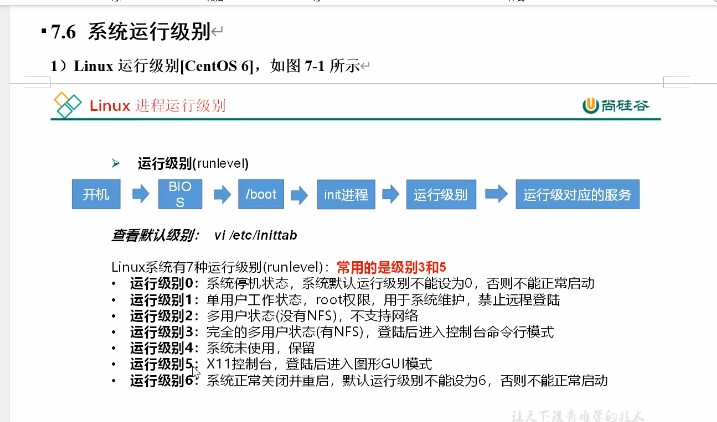 ▪7.6 系统运行级别↵
1）Linux 运行级别[CentOS 6]，如图 7-1 所示↵
Linux 进程运行级别
尚硅谷
➢ 运行级别(runlevel)
开机
BIOS
/boot
init进程
运行级别
运行级对应的服务
查看默认级别： vi /etc/inittab
Linux系统有7种运行级别(runlevel)：常用的是级别3和5
• 运行级别0：系统停机状态，系统默认运行级别不能设为0，否则不能正常启动
• 运行级别1：单用户工作状态，root权限，用于系统维护，禁止远程登陆
• 运行级别2：多用户状态(没有NFS)，不支持网络
• 运行级别3：完全的多用户状态(有NFS)，登陆后进入控制台命令行模式
• 运行级别4：系统未使用，保留
• 运行级别5：X11控制台，登陆后进入图形GUI模式
• 运行级别6：系统正常关闭并重启，默认运行级别不能设为6，否则不能正常启动
让天下没有难学的技术